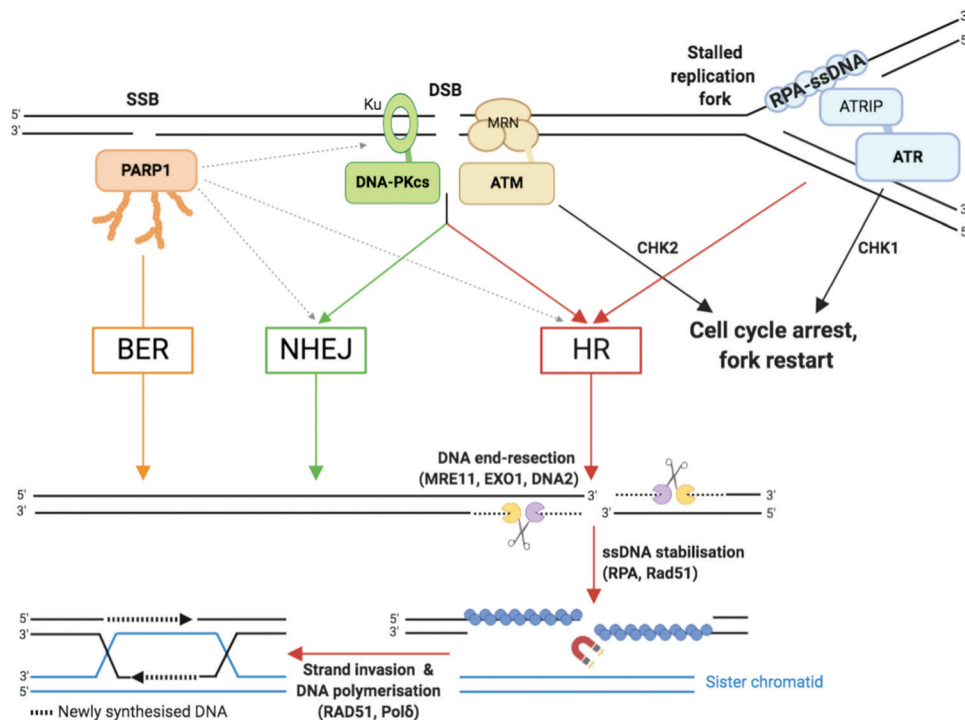 3'
5'
Stalled
replication
fork
RPA-ssDNA
SSB
DSB
Ku
5'
3'
MRN
ATRIP
PARP1
DNA-PKcs
ATM
ATR
3'
5'
CHK2
CHK1
BER
NHEJ
HR
Cell cycle arrest,
fork restart
DNA end-resection
(MRE11, EXO1, DNA2)
5'
3'
3'
3'
3'
5'
ssDNA stabilisation
(RPA, Rad51)
5'
3'
5'
3'
3'
5'
Strand invasion &
DNA polymerisation
(RAD51, Polδ)
Sister chromatid
Newly synthesised DNA